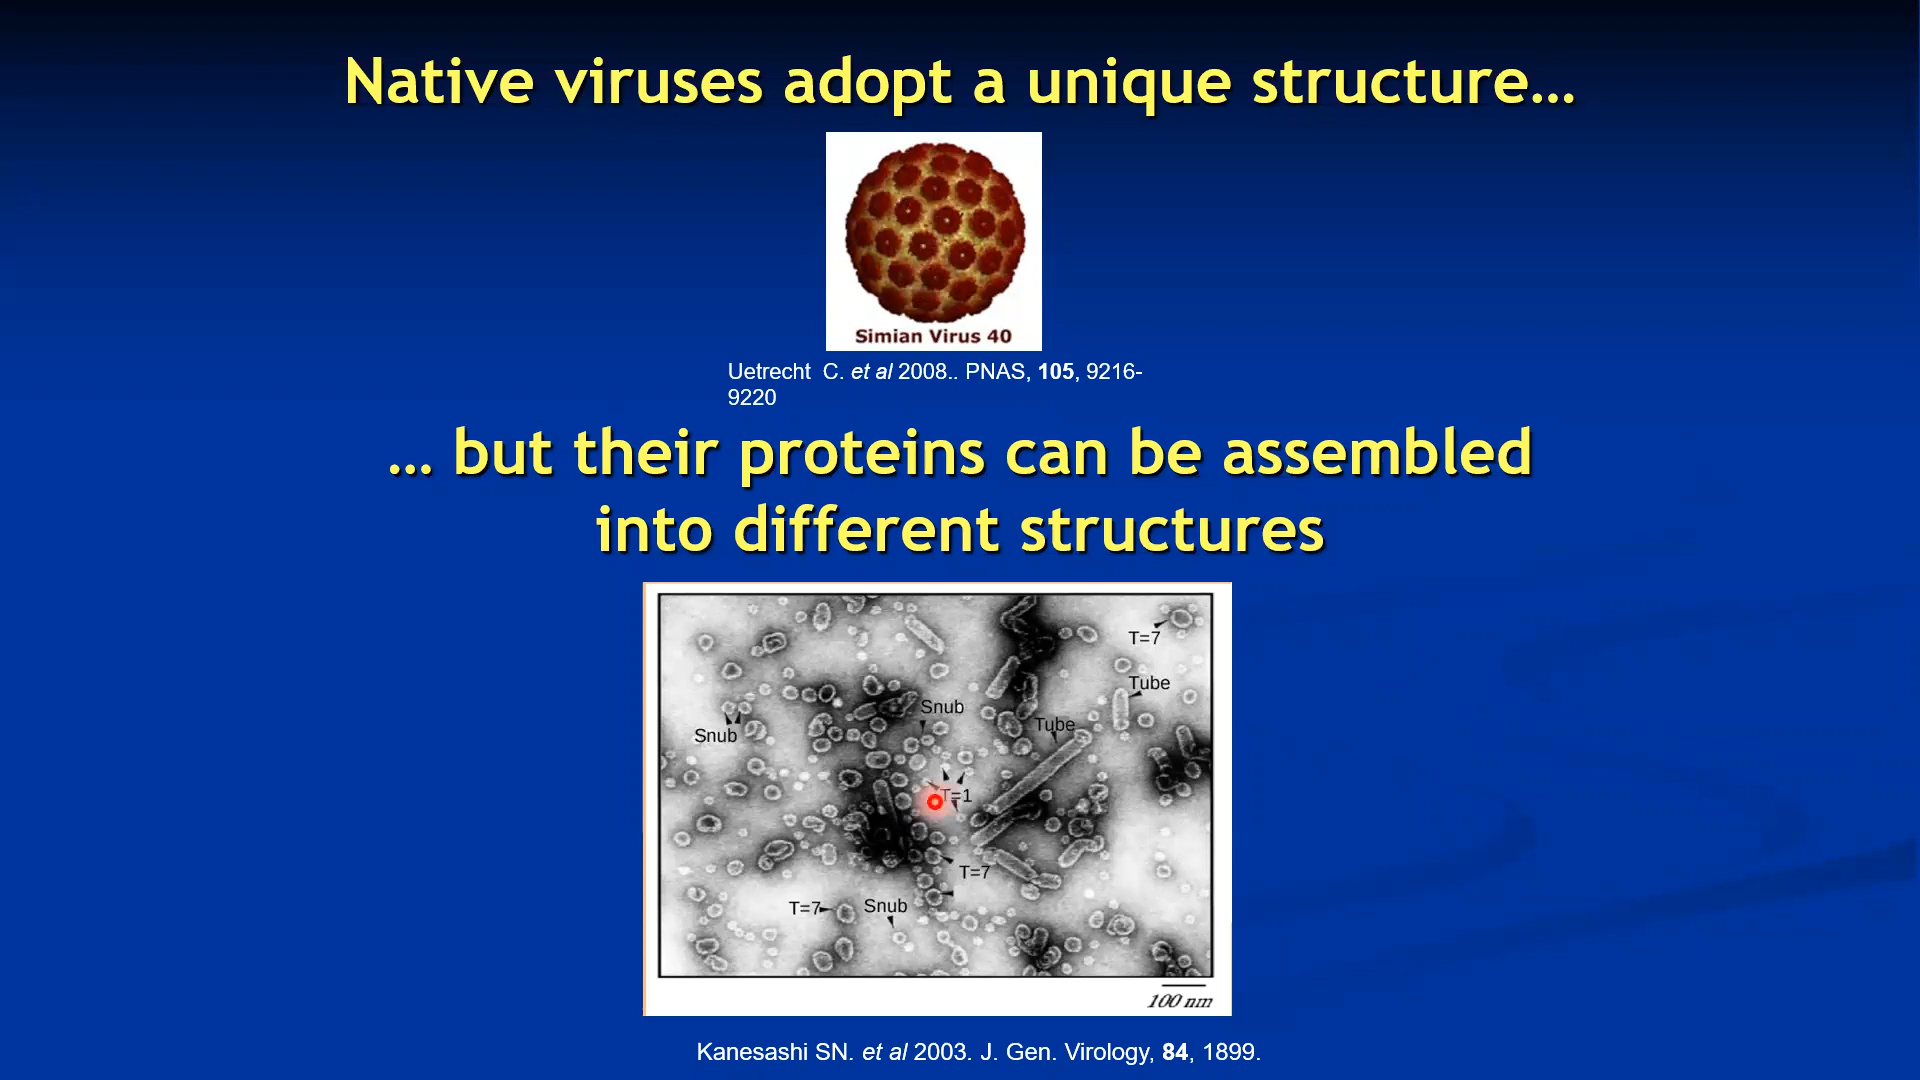 Native viruses adopt a unique structure…
Simian Virus 40
Uetrecht  C. et al 2008.. PNAS, 105, 9216-
9220
… but their proteins can be assembled
into different structures
T=7
Tube
Snub
Tube
Snub
T=1
T=7
T=7
Snub
100 nm
Kanesashi SN. et al 2003. J. Gen. Virology, 84, 1899.